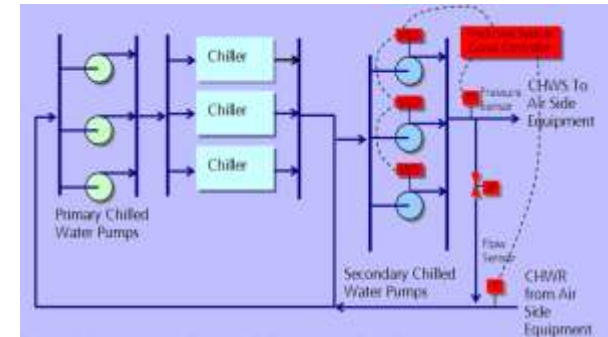 Chiller
Chiller
Chiller
Primary Chilled
Water Pumps
Secondary Chilled
Water Pumps
Pressure
Sensor
CHWS To
Air Side
Equipment
Flow
Sensor
CHWR
from Air
Side
Equipment